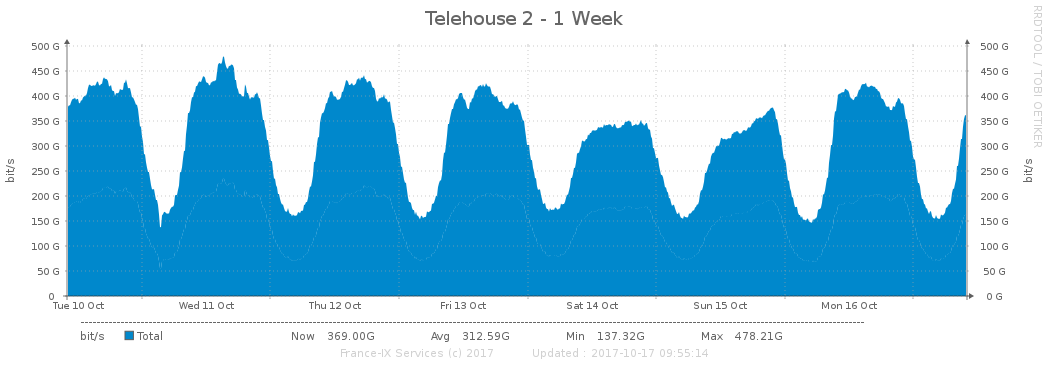 Telehouse 2 - 1 Week
RRDTOOL / TOBI OETIKER
bit/s
500 G 500 G
450 G 450 G
400 G 400 G
350 G 350 G
300 G 300 G
250 G 250 G
200 G 200 G
150 G 150 G
100 G 100 G
50 G 50 G
0 0 G
bit/s
Tue 10 Oct Wed 11 Oct Thu 12 Oct Fri 13 Oct Sat 14 Oct Sun 15 Oct Mon 16 Oct
bit/s Total Now 369.00G Avg 312.59G Min 137.32G Max 478.21G
France-IX Services (c) 2017 Updated : 2017-10-17 09:55:14